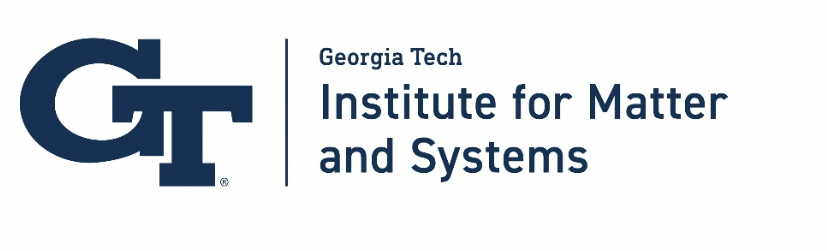 GT®
Georgia Tech
Institute for Matter
and Systems